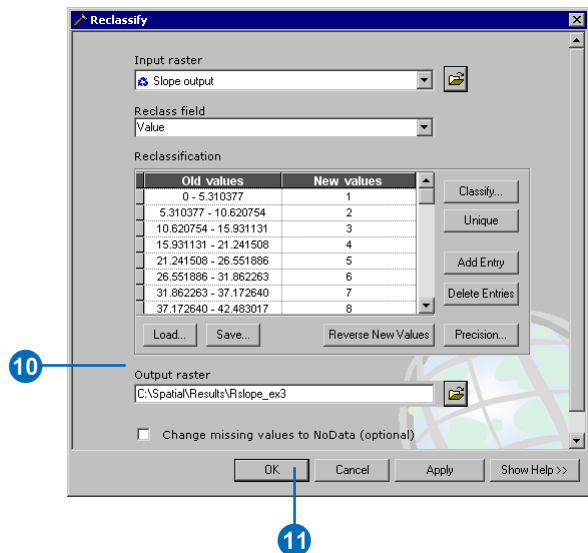 Reclassify
Input raster
Slope output
Reclass field
Value
Reclassification
Old values New values
0 - 5.310377 1
5.310377 - 10.620754 2
10.620754 - 15.931131 3
15.931131 - 21.241508 4
21.241508 - 26.551886 5
26.551886 - 31.862263 6
31.862263 - 37.172640 7
37.172640 - 42.483017 8
Classify...
Unique
Add Entry
Delete Entries
Load... Save... Reverse New Values Precision...
10
Output raster
C:\Spatial\Results\Rslope_ex3
Change missing values to NoData (optional)
OK Cancel Apply Show Help >>
11